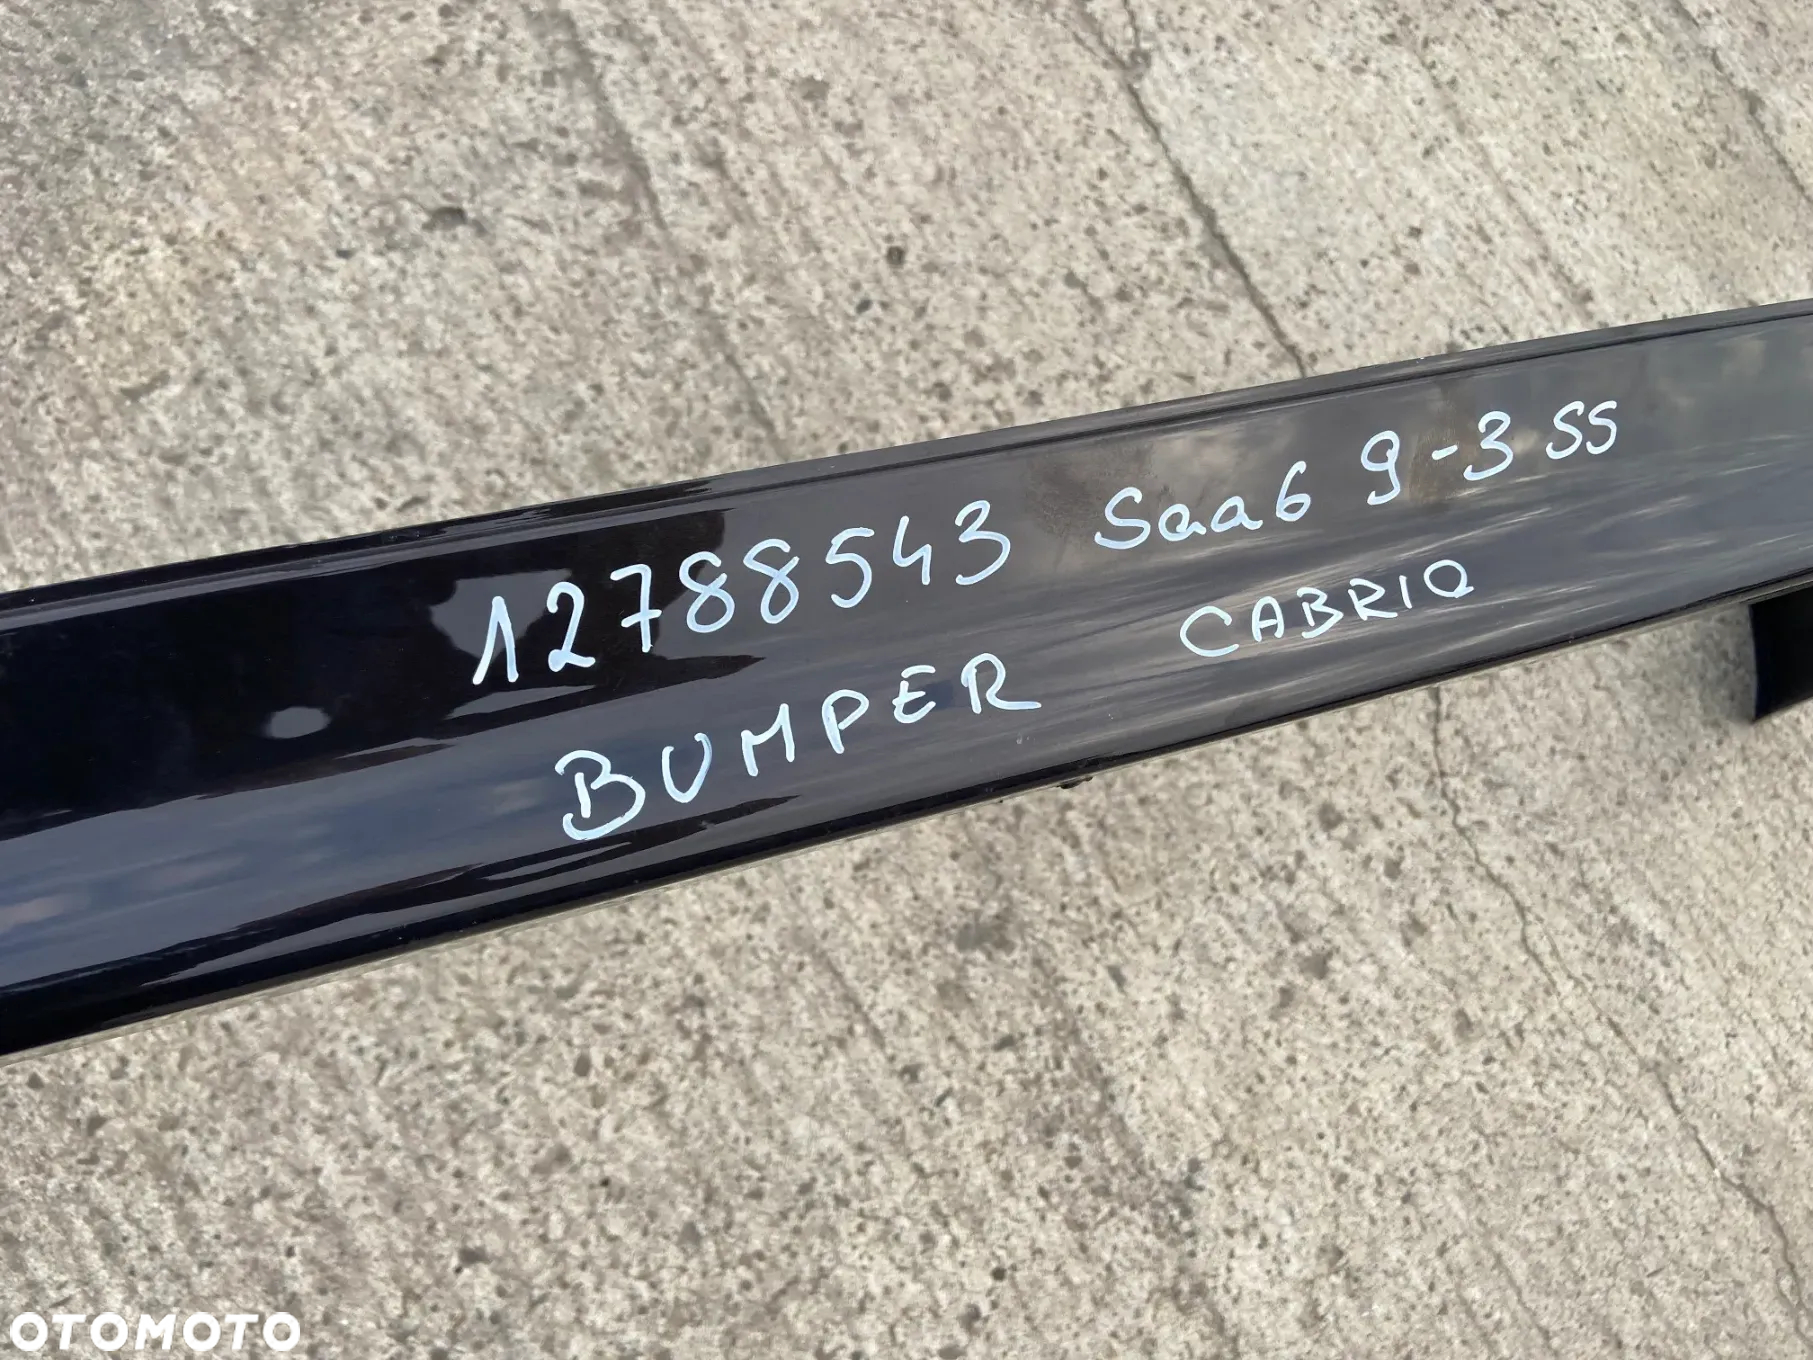 12788543 Saab 9-3 SS
BUMPER CABRIO
OTOMOTO